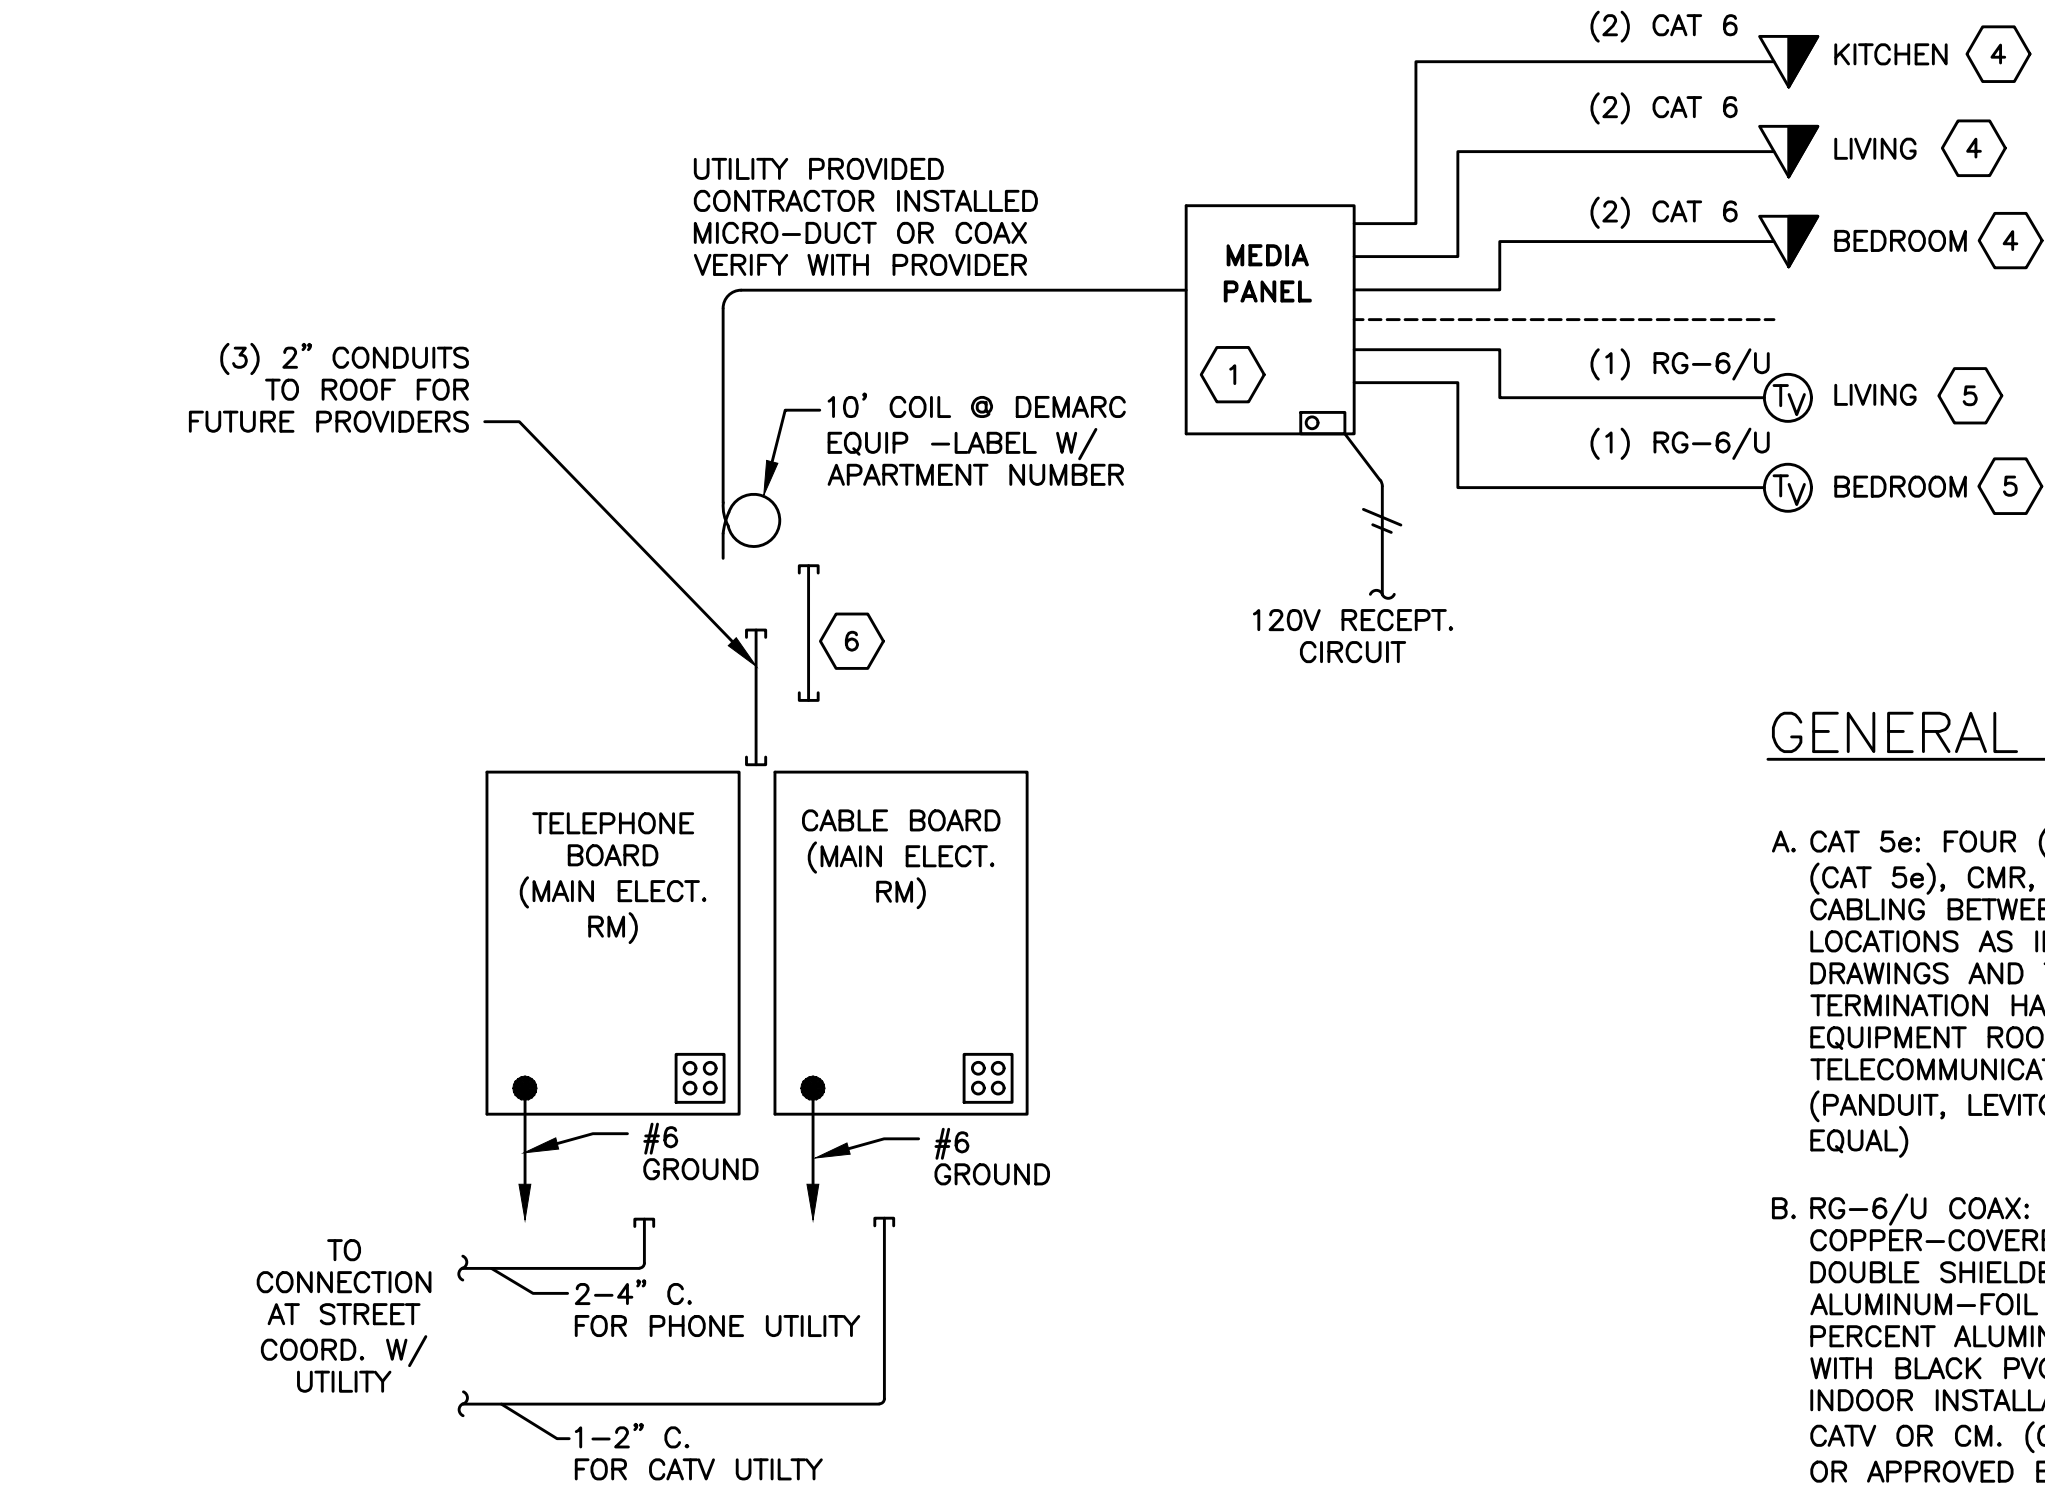 (2) CAT 6
KITCHEN 4
(2) CAT 6
LIVING 4
(2) CAT 6
BEDROOM 4
UTILITY PROVIDED
CONTRACTOR INSTALLED
MICRO-DUCT OR COAX
VERIFY WITH PROVIDER
MEDIA
PANEL
1
(1) RG-6/U
TV LIVING 5
(1) RG-6/U
TV BEDROOM 5
(3) 2" CONDUITS
TO ROOF FOR
FUTURE PROVIDERS
10' COIL @ DEMARC
EQUIP -LABEL W/
APARTMENT NUMBER
120V RECEPT.
CIRCUIT
6
TELEPHONE
BOARD
(MAIN ELECT.
RM)
CABLE BOARD
(MAIN ELECT.
RM)
#6
GROUND
#6
GROUND
TO
CONNECTION
AT STREET
COORD. W/
UTILITY
2-4" C.
FOR PHONE UTILITY
1-2" C.
FOR CATV UTILTY
GENERAL
A. CAT 5e: FOUR (
(CAT 5e), CMR,
CABLING BETWEE
LOCATIONS AS I
DRAWINGS AND
TERMINATION HA
EQUIPMENT ROO
TELECOMMUNICA
(PANDUIT, LEVITO
EQUAL)
B. RG-6/U COAX:
COPPER-COVERE
DOUBLE SHIELDE
ALUMINUM-FOIL
PERCENT ALUMIN
WITH BLACK PVC
INDOOR INSTALLA
CATV OR CM. (
OR APPROVED E